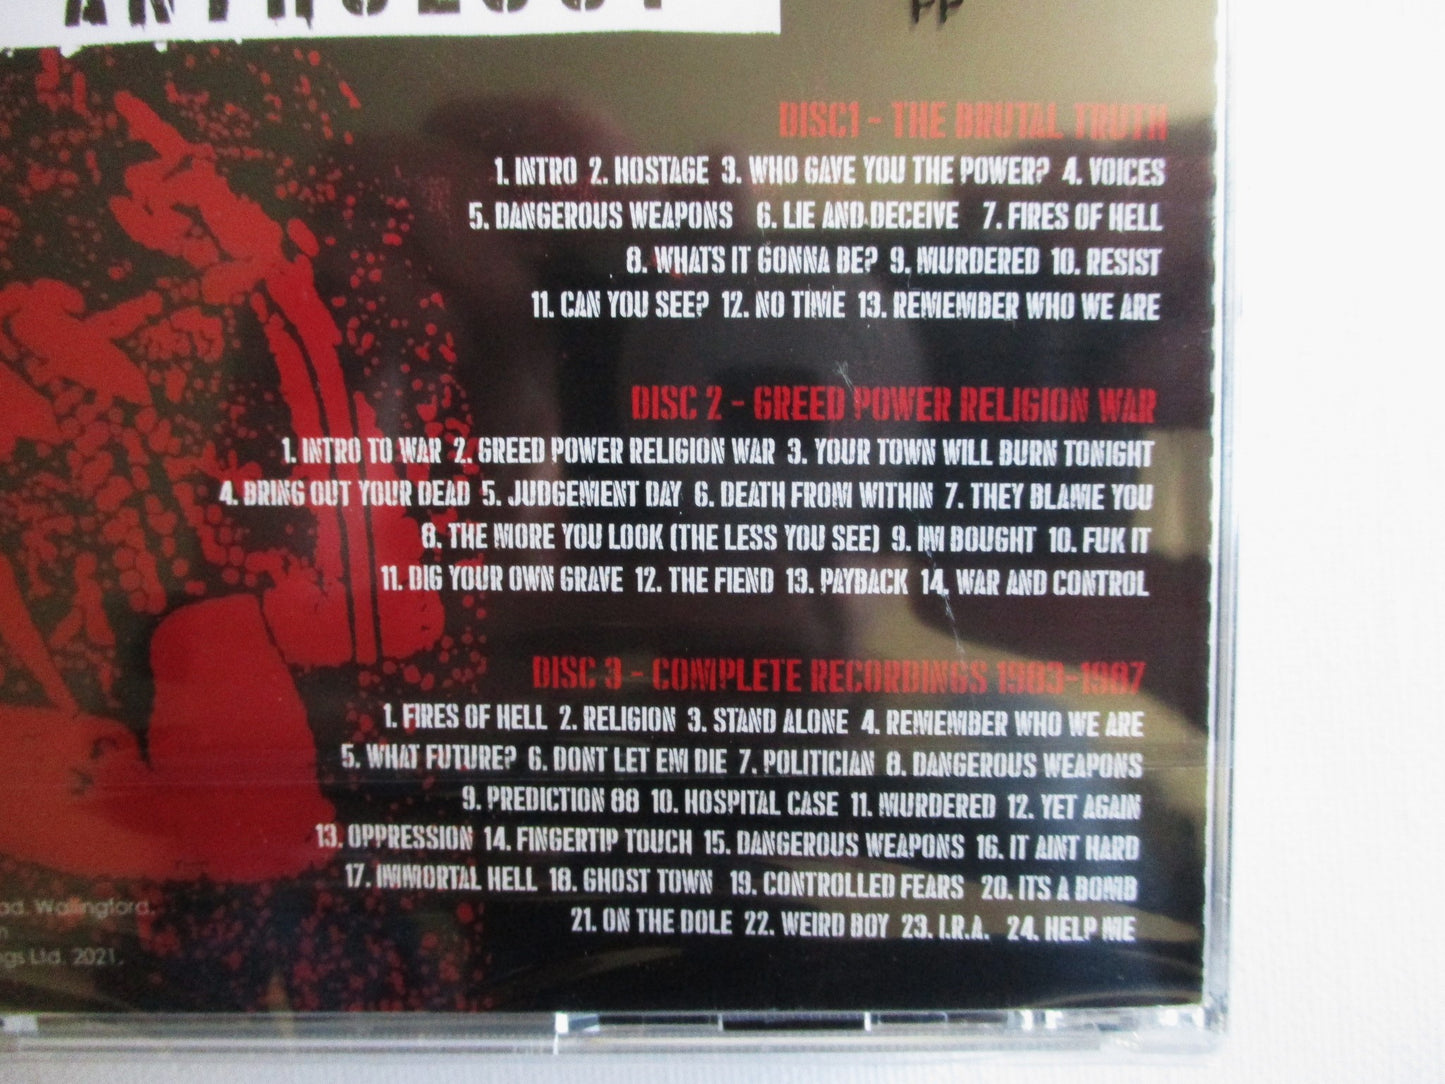 ANTHOLOGY
PP
DISC1 - THE BRUTAL TRUTH
1. INTRO 2. HOSTAGE 3. WHO GAVE YOU THE POWER? 4. VOICES
5. DANGEROUS WEAPONS 6. LIE AND DECEIVE 7. FIRES OF HELL
8. WHATS IT GONNA BE? 9. MURDERED 10. RESIST
11. CAN YOU SEE? 12. NO TIME 13. REMEMBER WHO WE ARE
DISC 2 - GREED POWER RELIGION WAR
1. INTRO TO WAR 2. GREED POWER RELIGION WAR 3. YOUR TOWN WILL BURN TONIGHT
4. BRING OUT YOUR DEAD 5. JUDGEMENT DAY 6. DEATH FROM WITHIN 7. THEY BLAME YOU
8. THE MORE YOU LOOK (THE LESS YOU SEE) 9. IM BOUGHT 10. FUK IT
11. DIG YOUR OWN GRAVE 12. THE FIEND 13. PAYBACK 14. WAR AND CONTROL
DISC 3 - COMPLETE RECORDINGS 1983-1987
1. FIRES OF HELL 2. RELIGION 3. STAND ALONE 4. REMEMBER WHO WE ARE
5. WHAT FUTURE? 6. DONT LET EM DIE 7. POLITICIAN 8. DANGEROUS WEAPONS
9. PREDICTION 88 10. HOSPITAL CASE 11. MURDERED 12. YET AGAIN
13. OPPRESSION 14. FINGERTIP TOUCH 15. DANGEROUS WEAPONS 16. IT AINT HARD
17. IMMORTAL HELL 18. GHOST TOWN 19. CONTROLLED FEARS 20. ITS A BOMB
21. ON THE DOLE 22. WEIRD BOY 23. I.R.A. 24. HELP ME
ad, Wallingford,
n
gs Ltd. 2021,